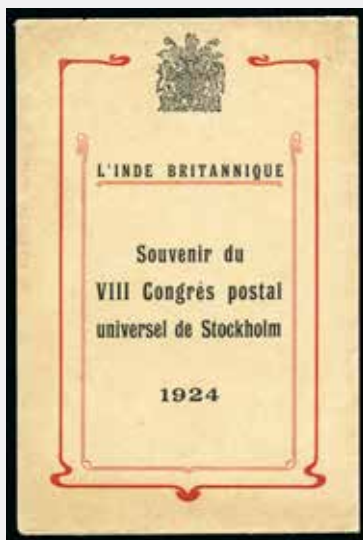 L'INDE BRITANNIQUE
Souvenir du
VIII Congrès postal
universel de Stockholm
1924